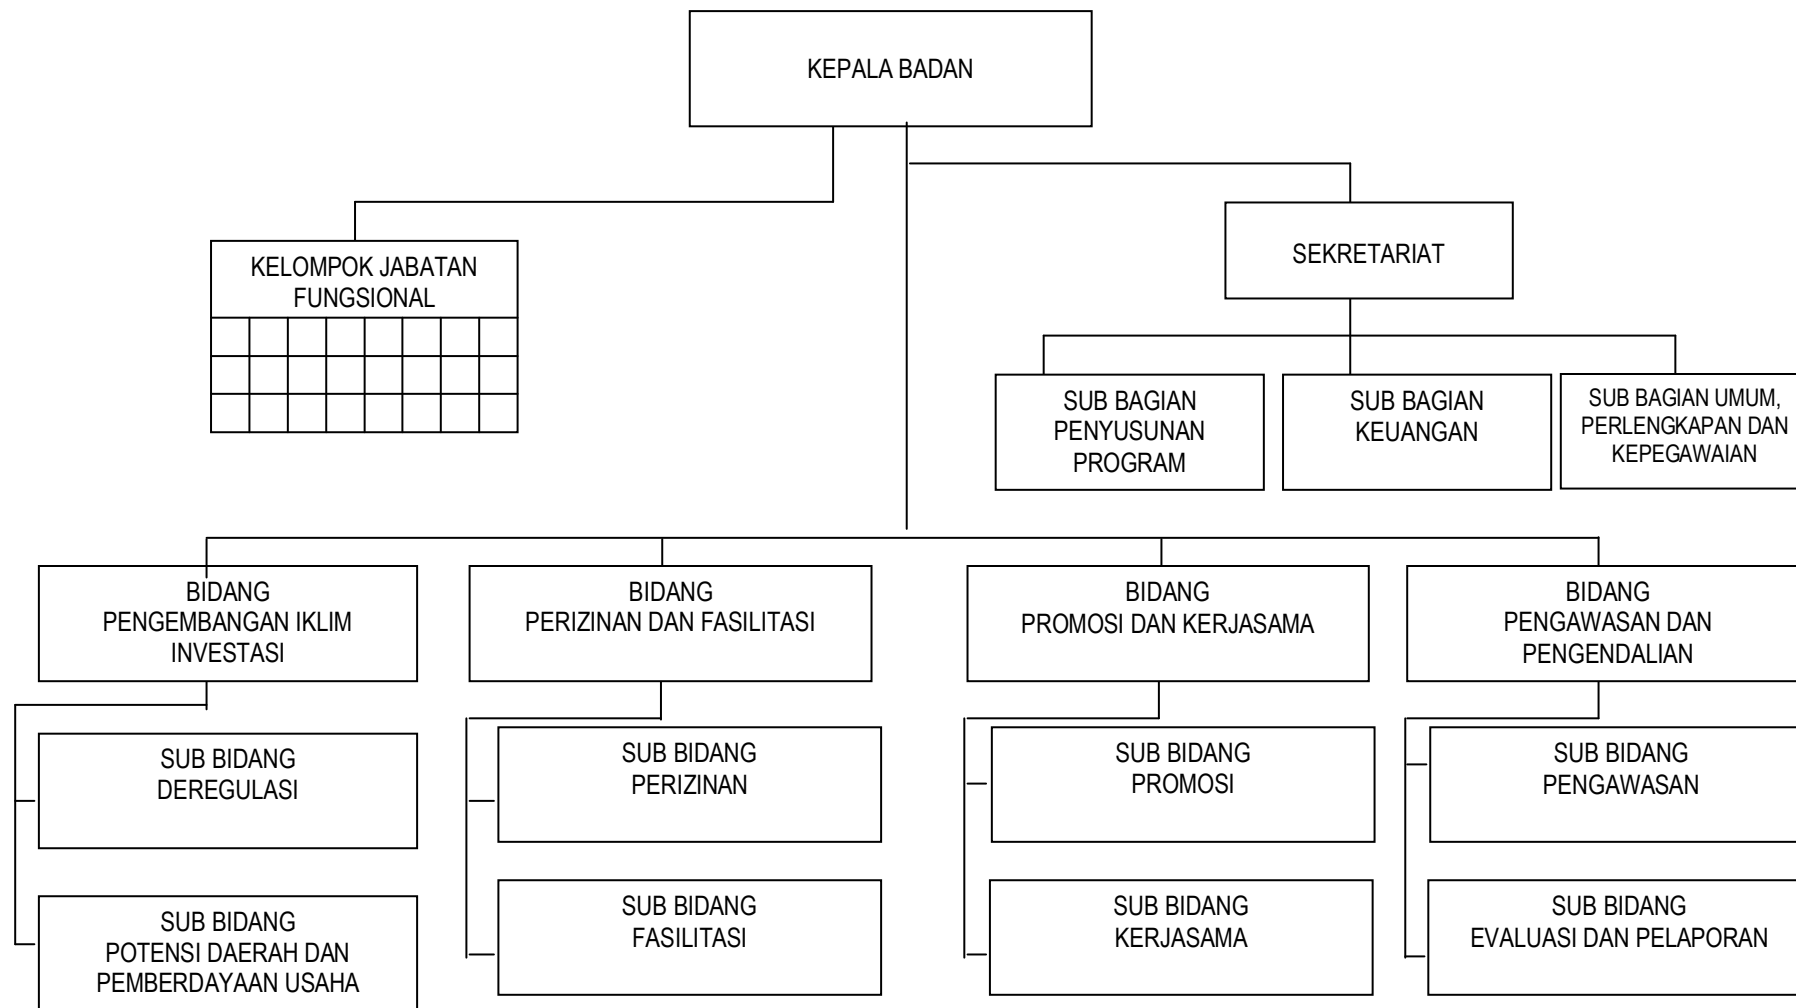 KEPALA BADAN
SEKRETARIAT
KELOMPOK JABATAN
FUNGSIONAL
SUB BAGIAN
PENYUSUNAN
PROGRAM
SUB BAGIAN
KEUANGAN
SUB BAGIAN UMUM,
PERLENGKAPAN DAN
KEPEGAWAIAN
BIDANG
PENGEMBANGAN IKLIM
INVESTASI
BIDANG
PERIZINAN DAN FASILITASI
BIDANG
PROMOSI DAN KERJASAMA
BIDANG
PENGAWASAN DAN
PENGENDALIAN
SUB BIDANG
DEREGULASI
SUB BIDANG
PERIZINAN
SUB BIDANG
PROMOSI
SUB BIDANG
PENGAWASAN
SUB BIDANG
POTENSI DAERAH DAN
PEMBERDAYAAN USAHA
SUB BIDANG
FASILITASI
SUB BIDANG
KERJASAMA
SUB BIDANG
EVALUASI DAN PELAPORAN